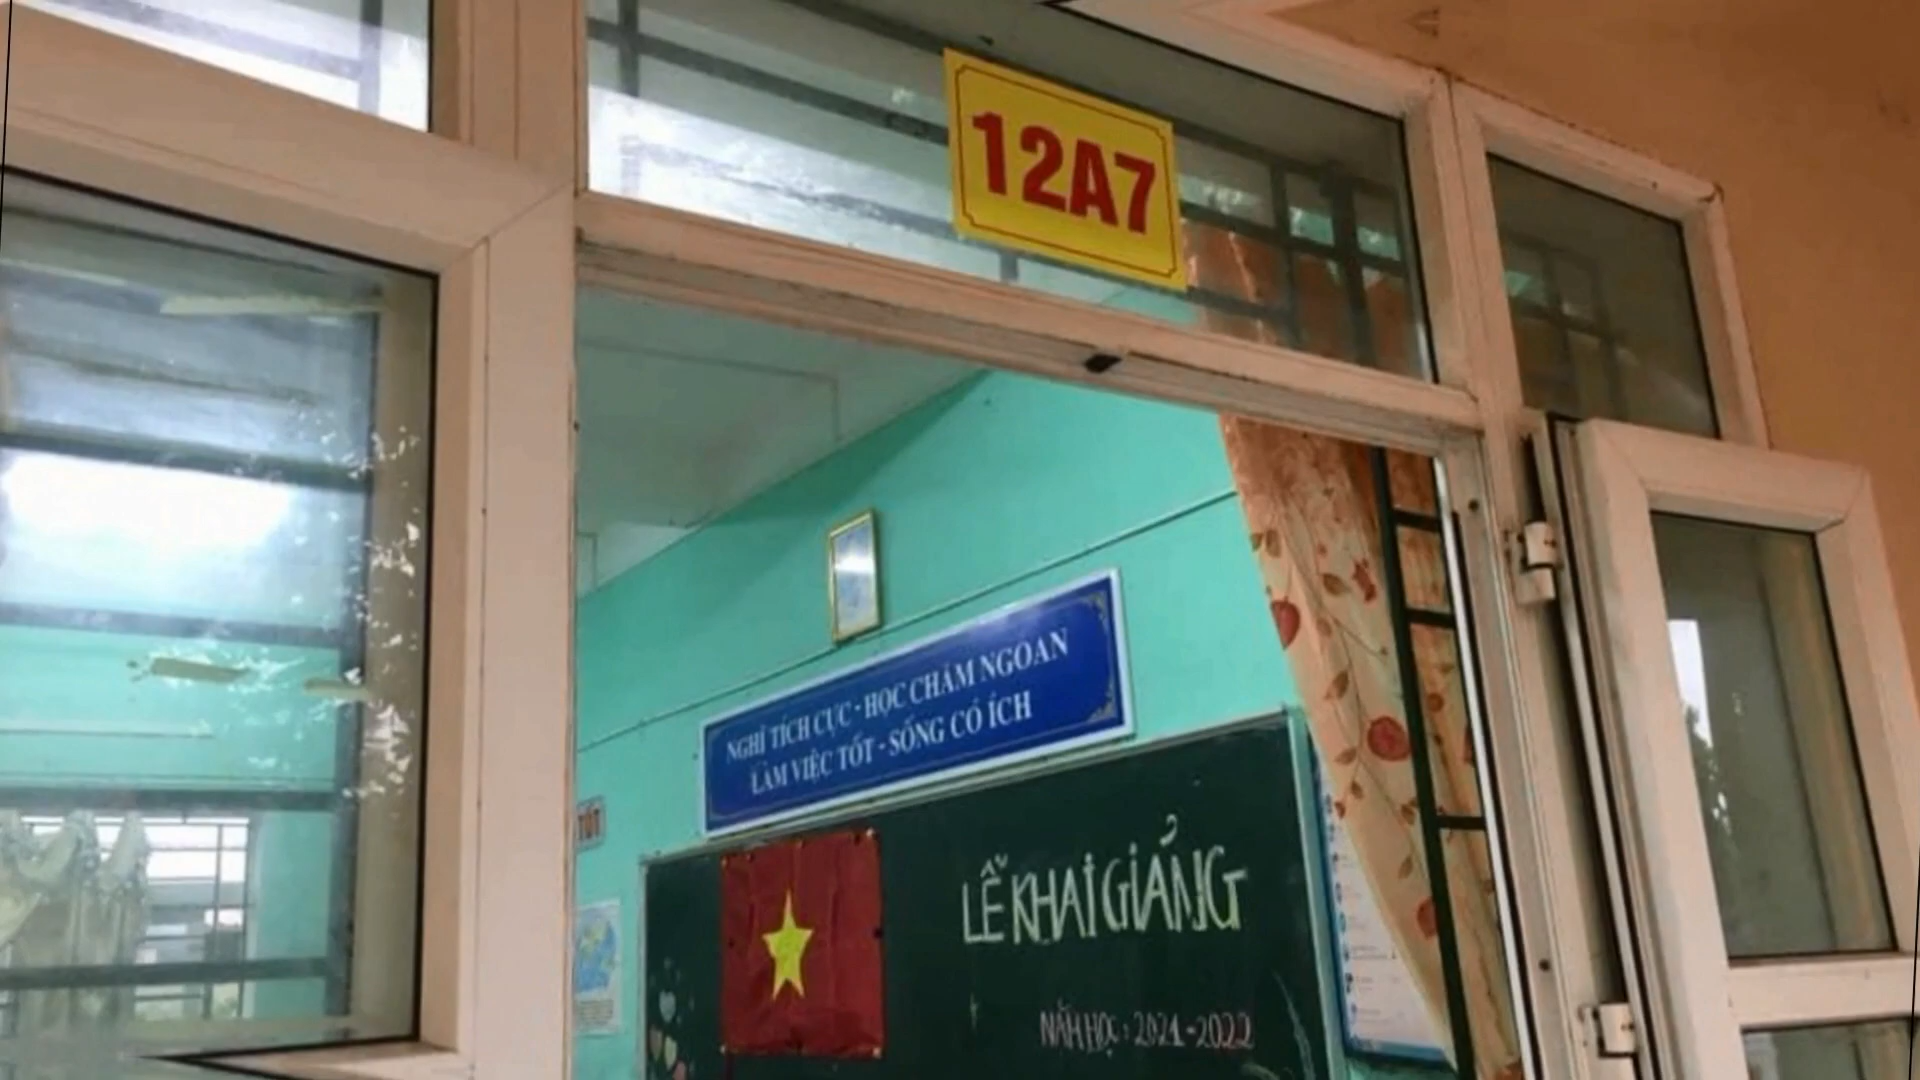 12A7
NGHĨ TÍCH CỰC - HỌC CHĂM NGOAN
LÀM VIỆC TỐT - SỐNG CÓ ÍCH
TỐT
LỄ KHAI GIẢNG
NĂM HỌC : 2021-2022